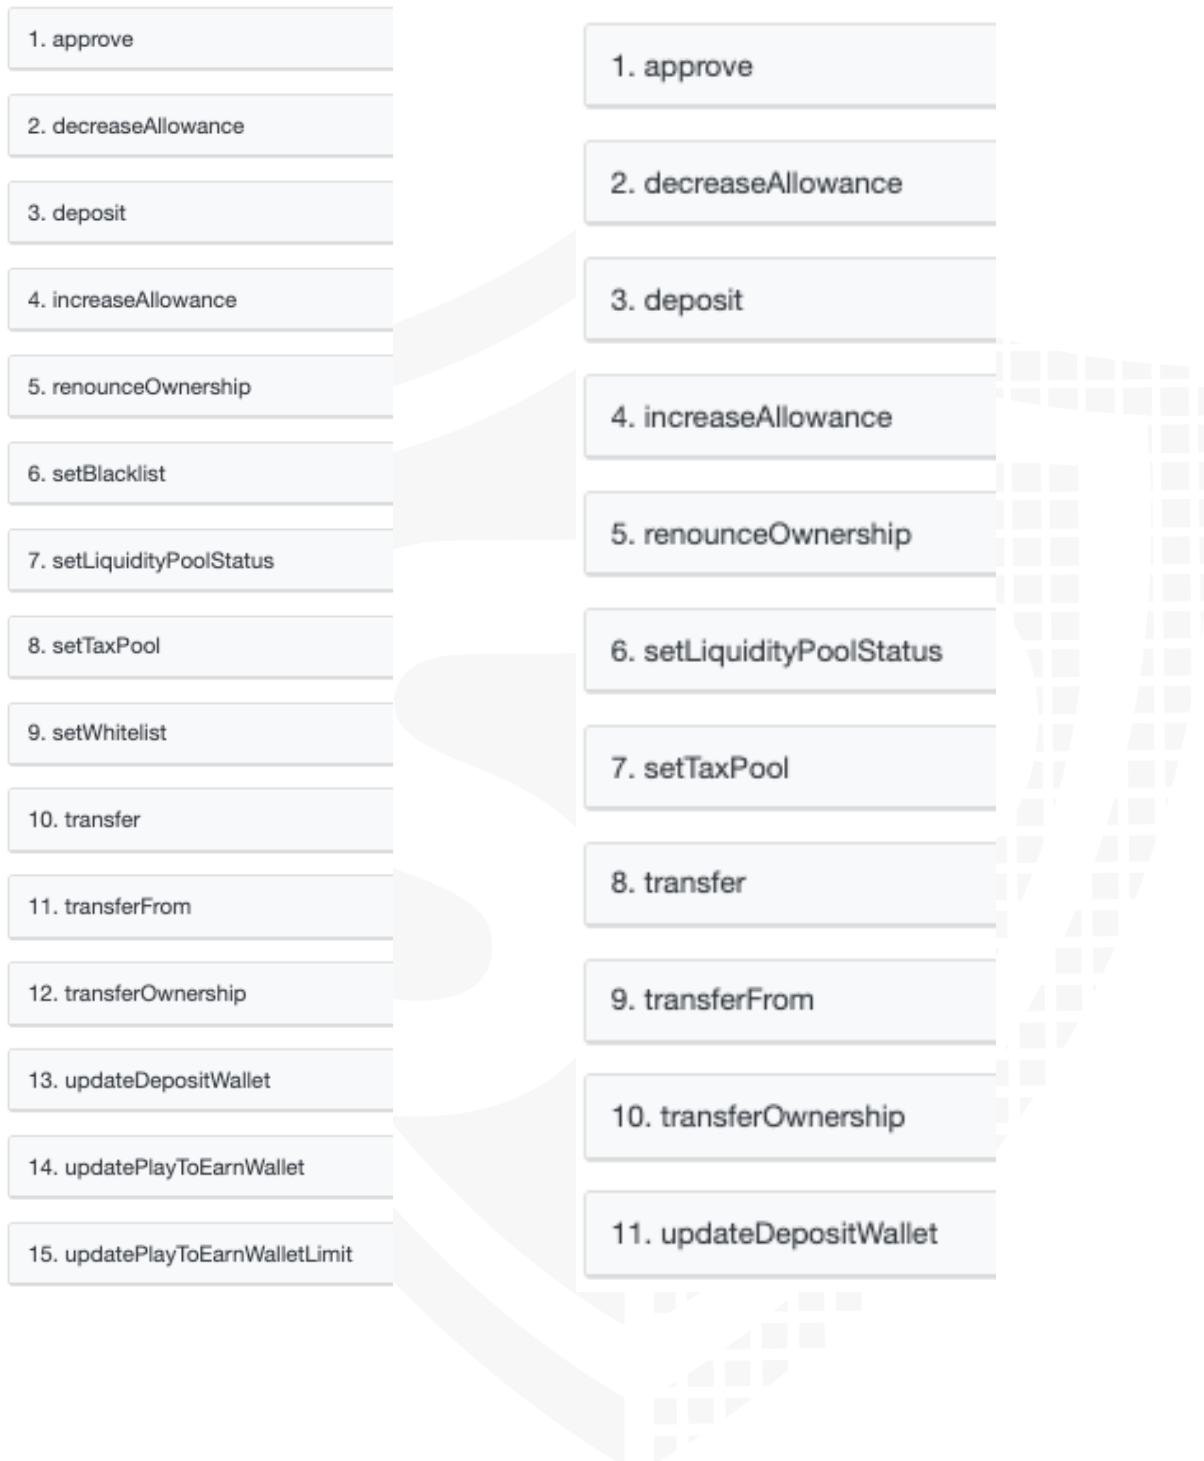 1. approve
2. decreaseAllowance
3. deposit
4. increaseAllowance
5. renounceOwnership
6. setBlacklist
7. setLiquidityPoolStatus
8. setTaxPool
9. setWhitelist
10. transfer
11. transferFrom
12. transferOwnership
13. updateDepositWallet
14. updatePlayToEarnWallet
15. updatePlayToEarnWalletLimit
1. approve
2. decreaseAllowance
3. deposit
4. increaseAllowance
5. renounceOwnership
6. setLiquidityPoolStatus
7. setTaxPool
8. transfer
9. transferFrom
10. transferOwnership
11. updateDepositWallet